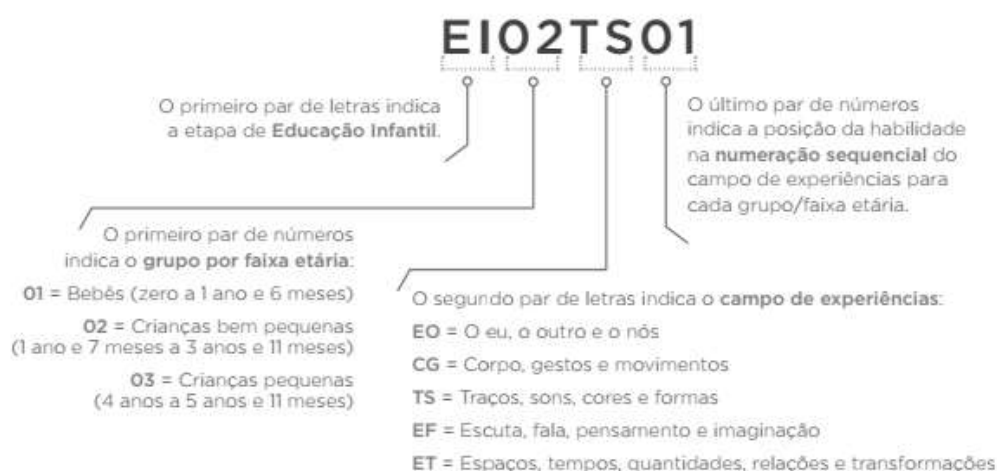 EI02TS01
O primeiro par de letras indica
a etapa de Educação Infantil.
O último par de números
indica a posição da habilidade
na numeração sequencial do
campo de experiências para
cada grupo/faixa etária.
O primeiro par de números
indica o grupo por faixa etária:
01 = Bebês (zero a 1 ano e 6 meses)
02 = Crianças bem pequenas
(1 ano e 7 meses a 3 anos e 11 meses)
03 = Crianças pequenas
(4 anos a 5 anos e 11 meses)
O segundo par de letras indica o campo de experiências:
EO = O eu, o outro e o nós
CG = Corpo, gestos e movimentos
TS = Traços, sons, cores e formas
EF = Escuta, fala, pensamento e imaginação
ET = Espaços, tempos, quantidades, relações e transformações